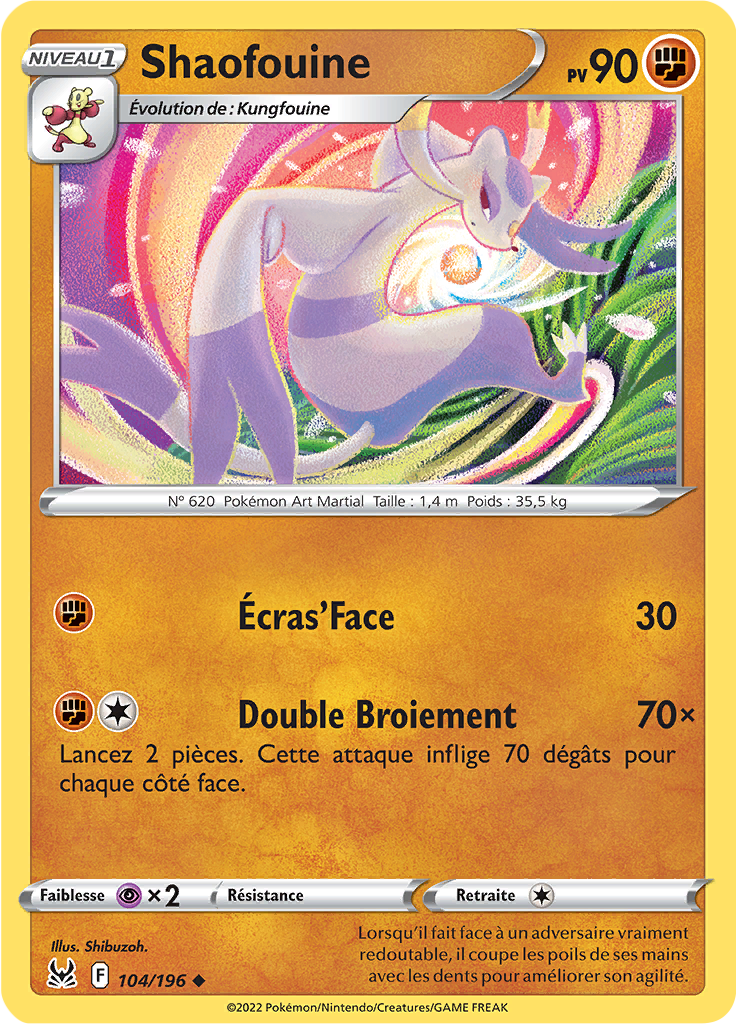 NIVEAU 1
Shaofouine
PV 90
Évolution de : Kungfouine
N° 620 Pokémon Art Martial Taille : 1,4 m Poids : 35,5 kg
Écras'Face 30
Double Broiement 70×
Lancez 2 pièces. Cette attaque inflige 70 dégâts pour
chaque côté face.
Faiblesse ×2 Résistance Retraite
Illus. Shibuzoh.
Lorsqu'il fait face à un adversaire vraiment
redoutable, il coupe les poils de ses mains
avec les dents pour améliorer son agilité.
F 104/196
©2022 Pokémon/Nintendo/Creatures/GAME FREAK